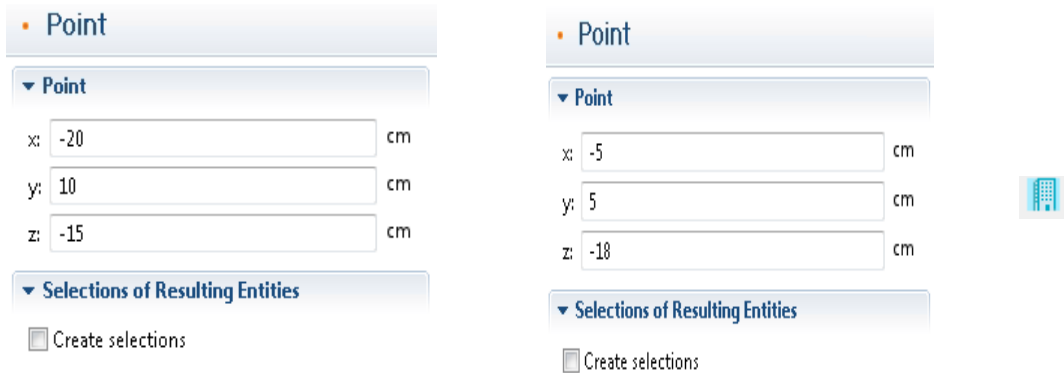 Point
Point
x: -20 cm
y: 10 cm
z: -15 cm
Selections of Resulting Entities
Create selections
Point
Point
x: -5 cm
y: 5 cm
z: -18 cm
Selections of Resulting Entities
Create selections